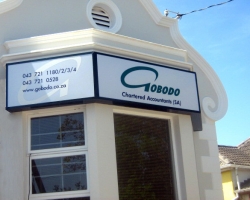 043 721 1180/2/3/4
043 721 0528
www.gobodo.co.za
GOBODO
Chartered Accountants (SA)